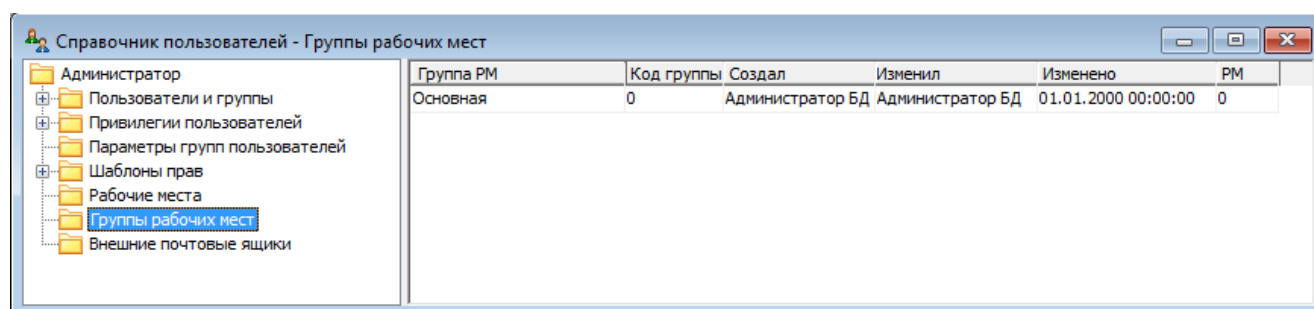 Справочник пользователей - Группы рабочих мест
Администратор
Пользователи и группы
Привилегии пользователей
Параметры групп пользователей
Шаблоны прав
Рабочие места
Группы рабочих мест
Внешние почтовые ящики
Группа РМ Код группы Создал Изменил Изменено РМ
Основная 0 Администратор БД Администратор БД 01.01.2000 00:00:00 0